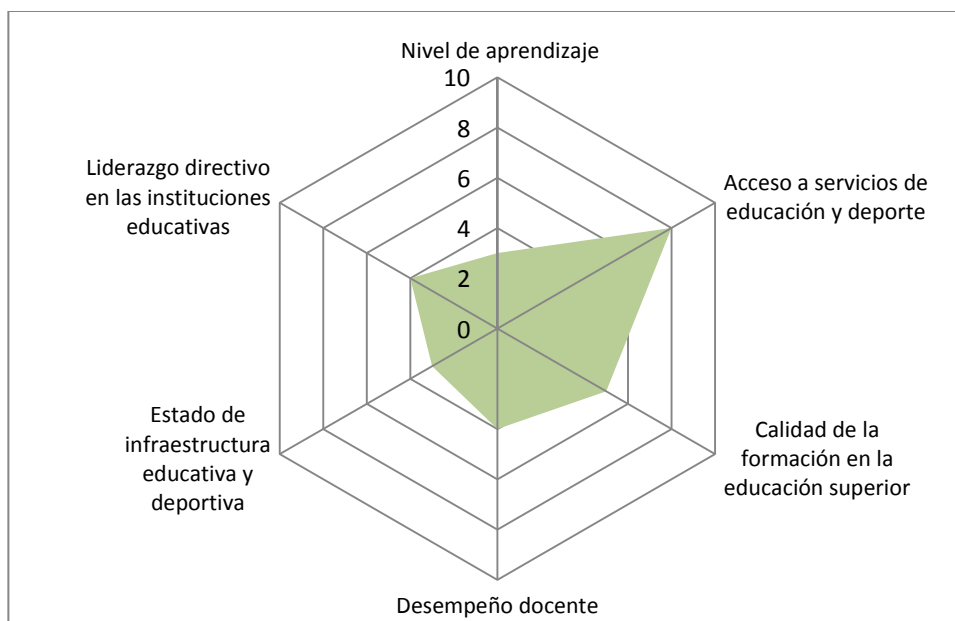 Nivel de aprendizaje
10
8
6
4
2
0
Acceso a servicios de
educación y deporte
Calidad de la
formación en la
educación superior
Desempeño docente
Estado de
infraestructura
educativa y
deportiva
Liderazgo directivo
en las instituciones
educativas